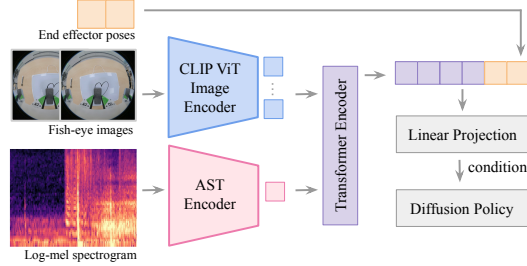 End effector poses
Fish-eye images
CLIP ViT
Image
Encoder
Log-mel spectrogram
AST
Encoder
Transformer Encoder
Linear Projection
condition
Diffusion Policy